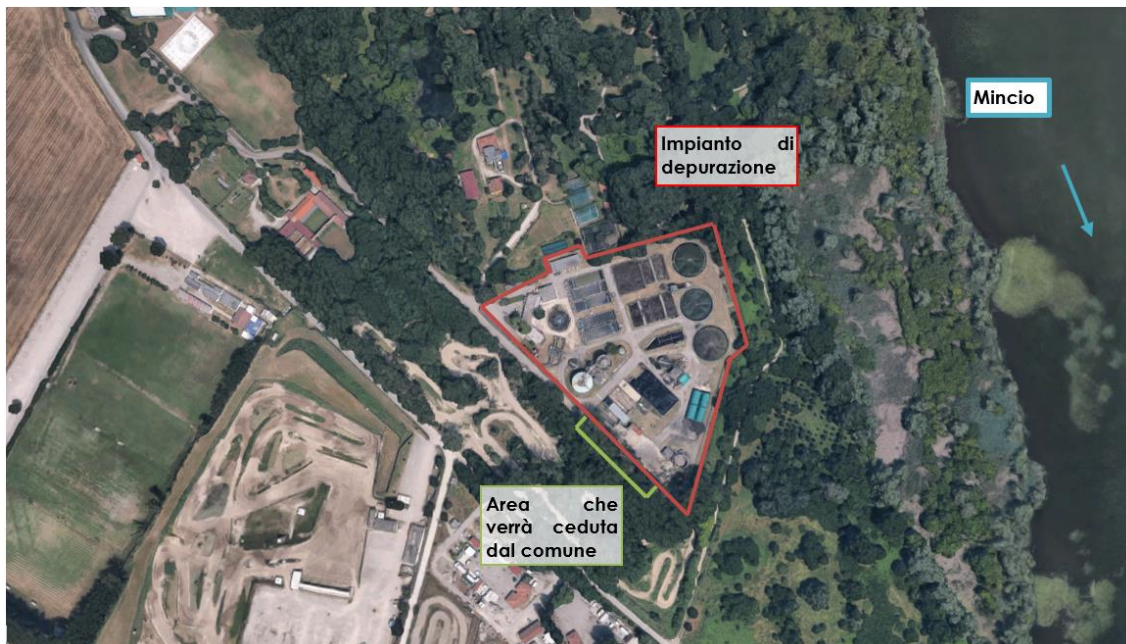 Mincio
Impianto di
depurazione
Area che
verrà ceduta
dal comune